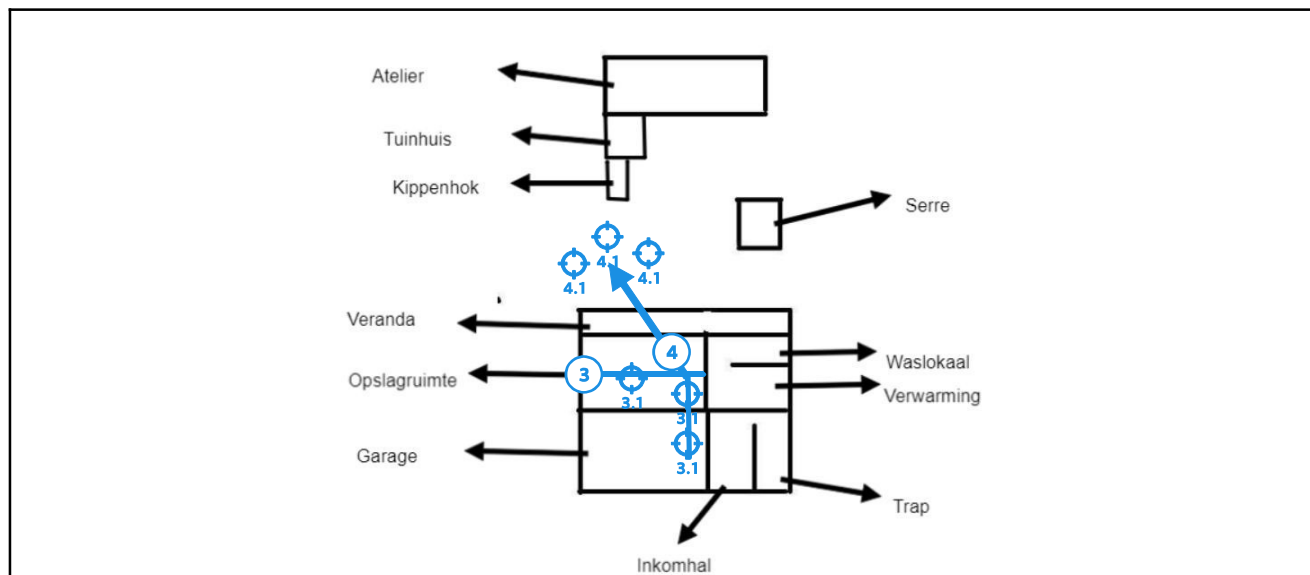 Atelier
Tuinhuis
Kippenhok
Serre
4.1
4.1
4.1
Veranda
4
Waslokaal
Opslagruimte
3
3.1
Verwarming
3.1
Garage
3.1
Trap
Inkomhal